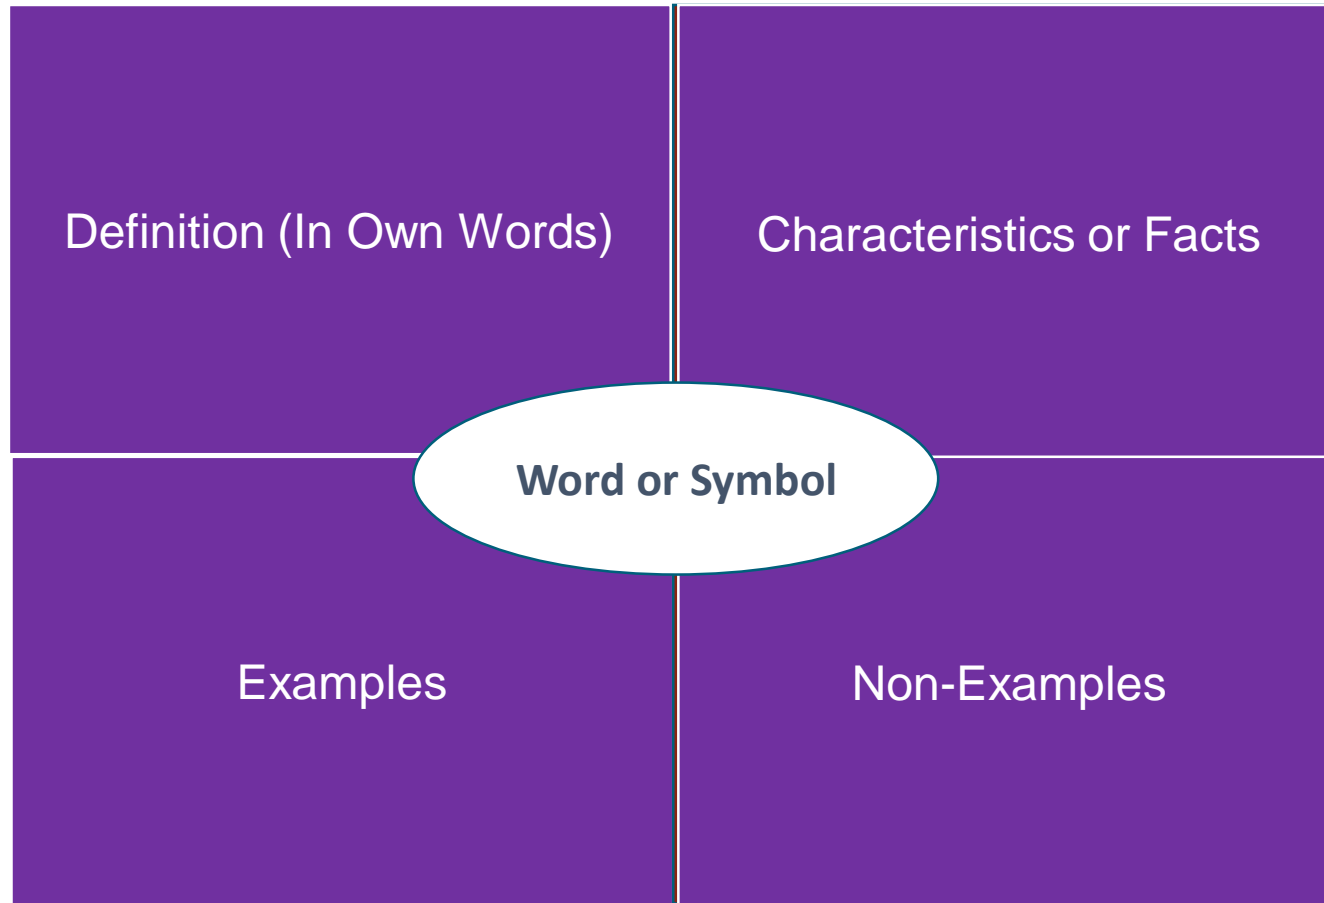 Definition (In Own Words)
Characteristics or Facts
Word or Symbol
Examples
Non-Examples